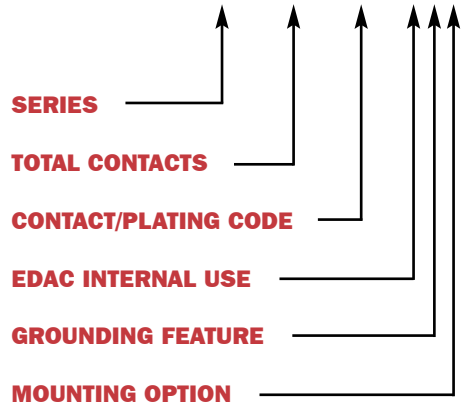 SERIES
TOTAL CONTACTS
CONTACT/PLATING CODE
EDAC INTERNAL USE
GROUNDING FEATURE
MOUNTING OPTION